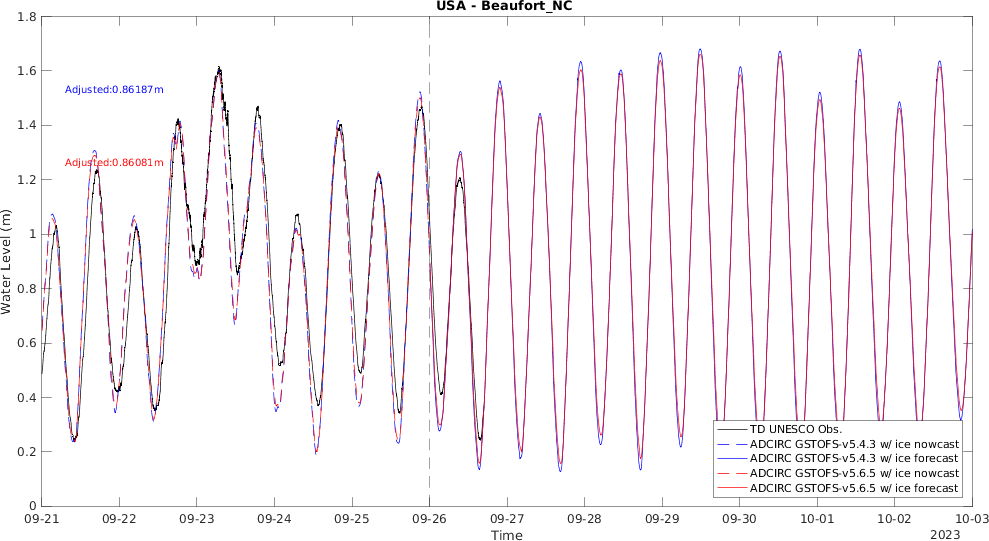 USA - Beaufort_NC
1.8
1.6
1.4
1.2
1
0.8
0.6
0.4
0.2
0
Water Level (m)
Adjusted:0.86187m
Adjusted:0.86081m
TD UNESCO Obs.
ADCIRC GSTOFS-v5.4.3 w/ ice nowcast
ADCIRC GSTOFS-v5.4.3 w/ ice forecast
ADCIRC GSTOFS-v5.6.5 w/ ice nowcast
ADCIRC GSTOFS-v5.6.5 w/ ice forecast
09-21 09-22 09-23 09-24 09-25 09-26 09-27 09-28 09-29 09-30 10-01 10-02 10-03
Time
2023